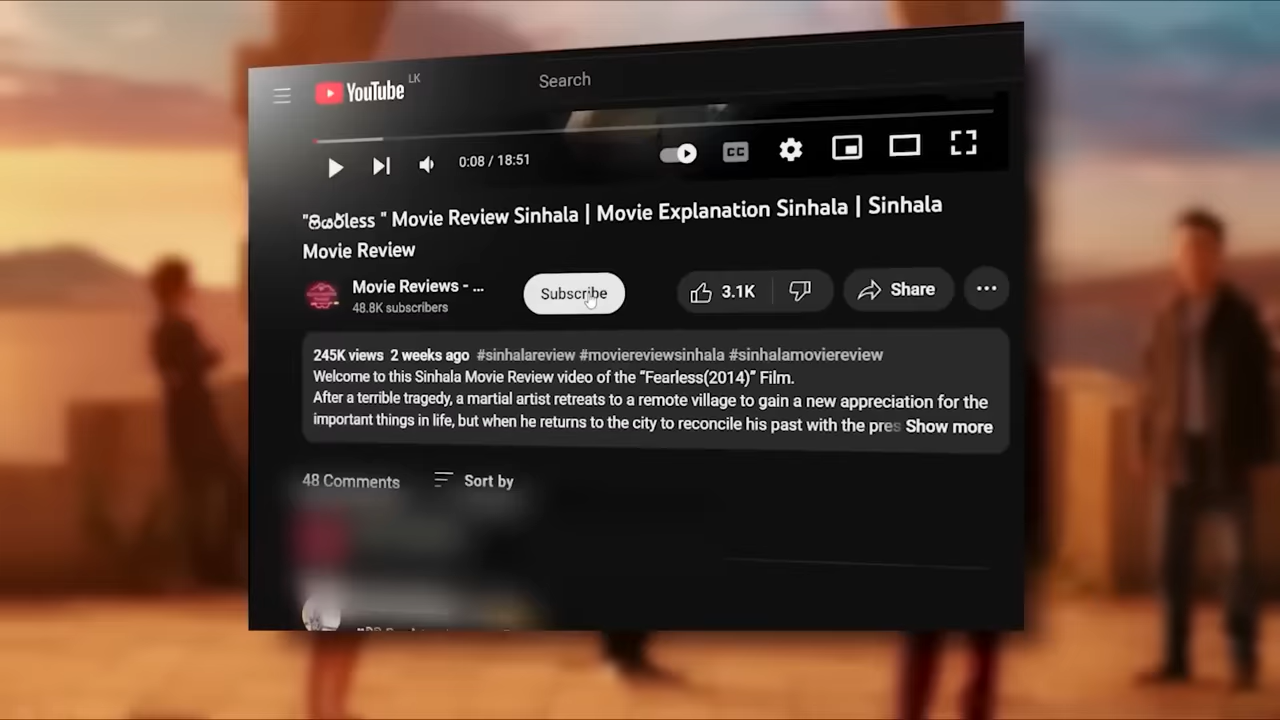 YouTube LK
Search
0:08 / 18:51
CC
"ෆියර්less " Movie Review Sinhala | Movie Explanation Sinhala | Sinhala
Movie Review
Movie Reviews - ...
48.8K subscribers
Subscribe
3.1K
Share
245K views 2 weeks ago #sinhalareview #moviereviewsinhala #sinhalamoviereview
Welcome to this Sinhala Movie Review video of the “Fearless(2014)” Film.
After a terrible tragedy, a martial artist retreats to a remote village to gain a new appreciation for the
important things in life, but when he returns to the city to reconcile his past with the pres Show more
48 Comments
Sort by